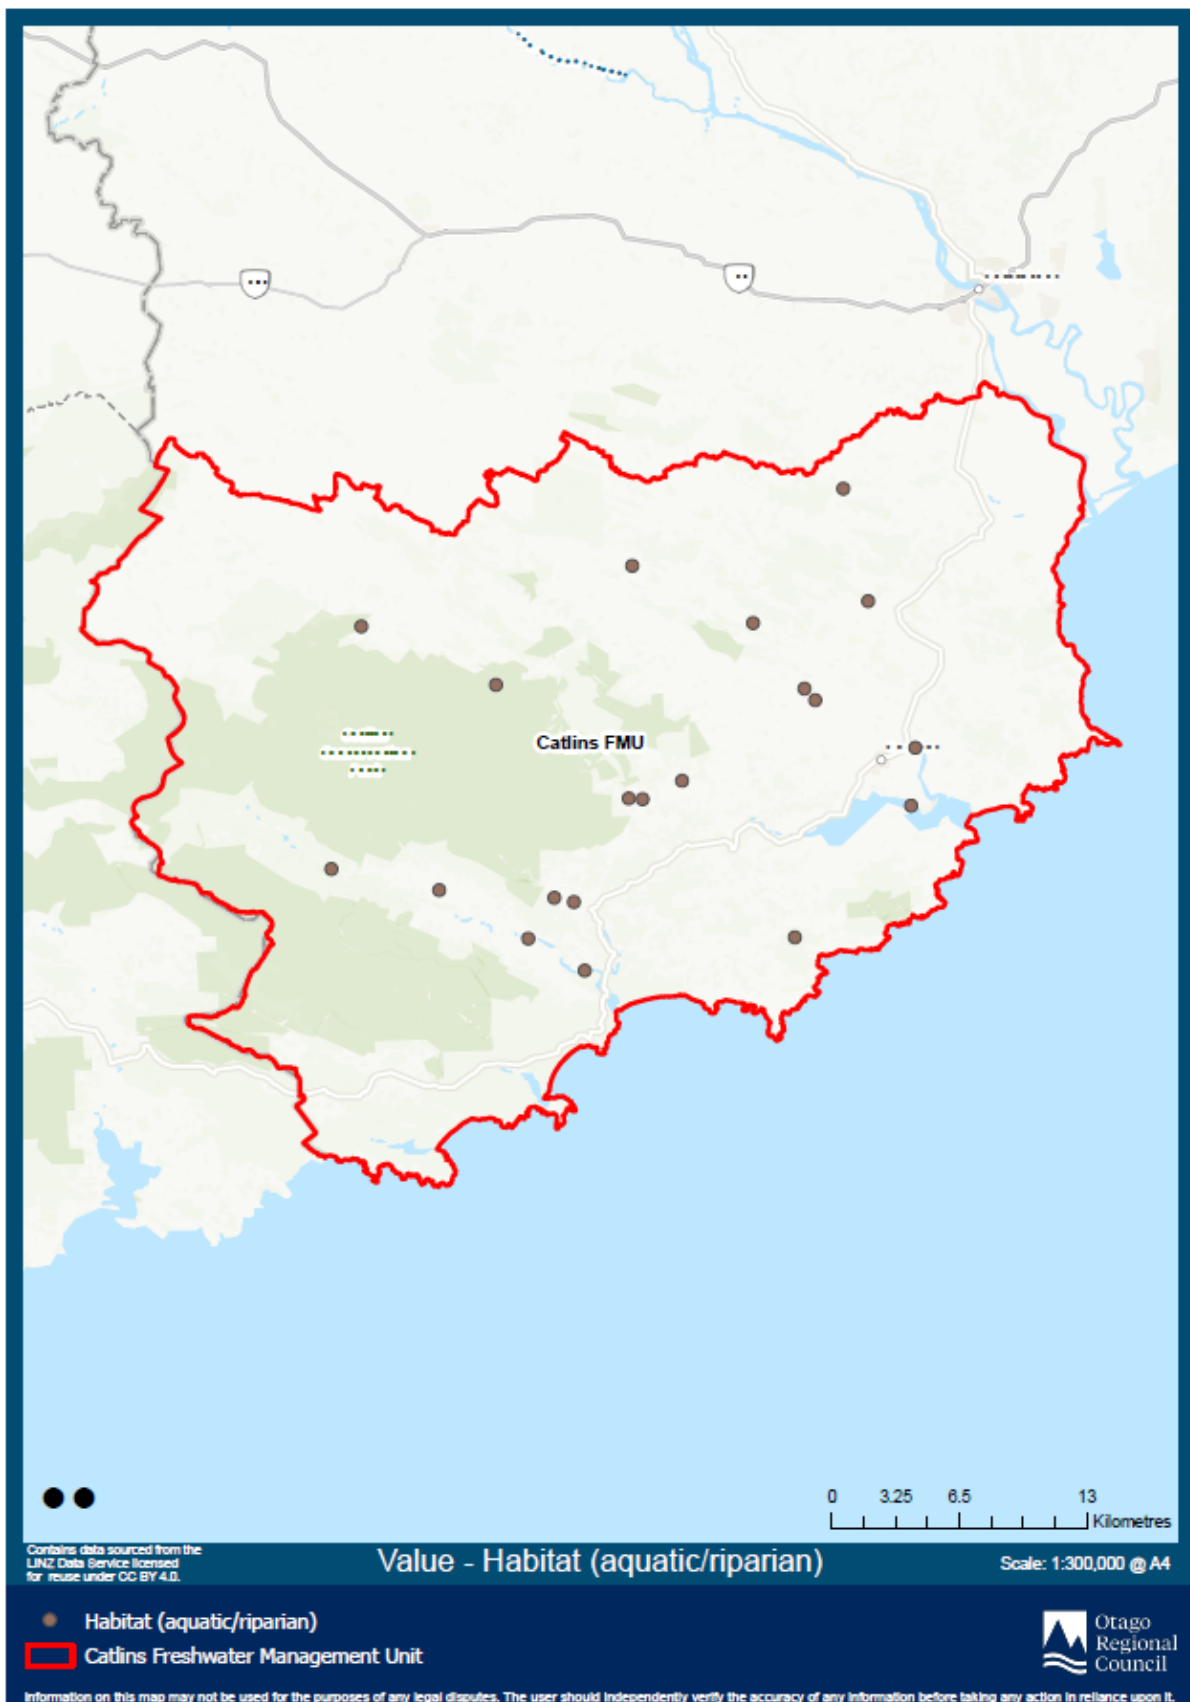 Catlins FMU
0 3.25 6.5 13
Kilometres
Contains data sourced from the
LINZ Data Service licensed
for reuse under CC BY 4.0.
Value - Habitat (aquatic/riparian)
Scale: 1:300,000 @ A4
Habitat (aquatic/riparian)
Catlins Freshwater Management Unit
Otago
Regional
Council
Information on this map may not be used for the purposes of any legal disputes. The user should independently verify the accuracy of any information before taking any action in reliance upon it.